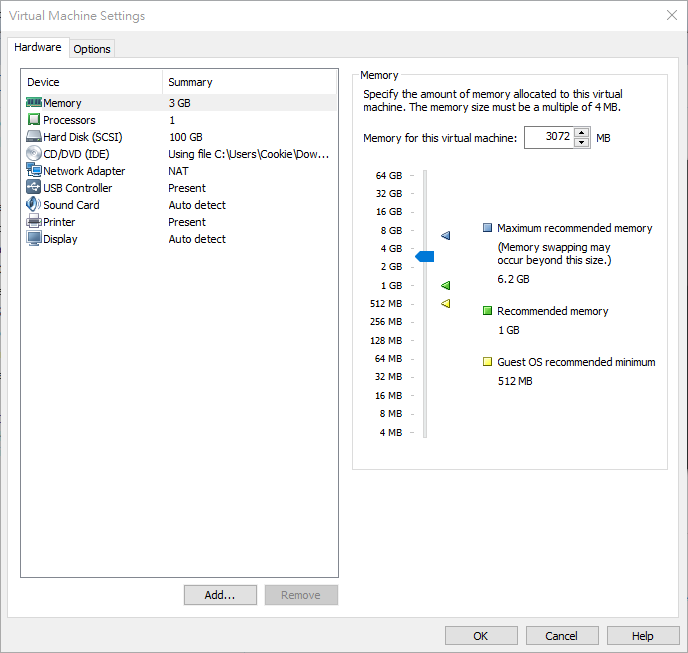 Virtual Machine Settings
Hardware
Options
Device Summary
Memory 3 GB
Processors 1
Hard Disk (SCSI) 100 GB
CD/DVD (IDE) Using file C:\Users\Cookie\Dow...
Network Adapter NAT
USB Controller Present
Sound Card Auto detect
Printer Present
Display Auto detect
Add...
Remove
Memory
Specify the amount of memory allocated to this virtual
machine. The memory size must be a multiple of 4 MB.
Memory for this virtual machine: 3072 MB
64 GB
32 GB
16 GB
8 GB
4 GB
2 GB
1 GB
512 MB
256 MB
128 MB
64 MB
32 MB
16 MB
8 MB
4 MB
Maximum recommended memory
(Memory swapping may
occur beyond this size.)
6.2 GB
Recommended memory
1 GB
Guest OS recommended minimum
512 MB
OK
Cancel
Help